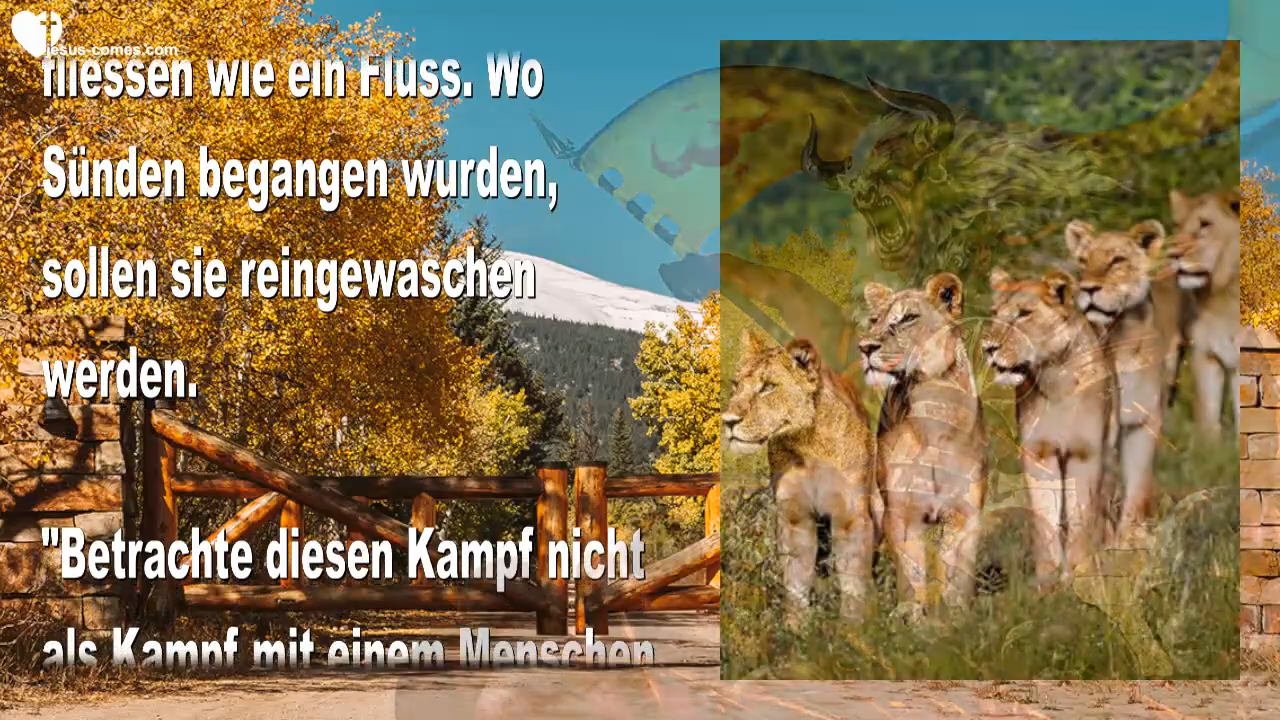 jesus-comes.com
fliessen wie ein Fluss. Wo
Sünden begangen wurden,
sollen sie reingewaschen
werden.
"Betrachte diesen Kampf nicht
als Kampf mit einem Menschen